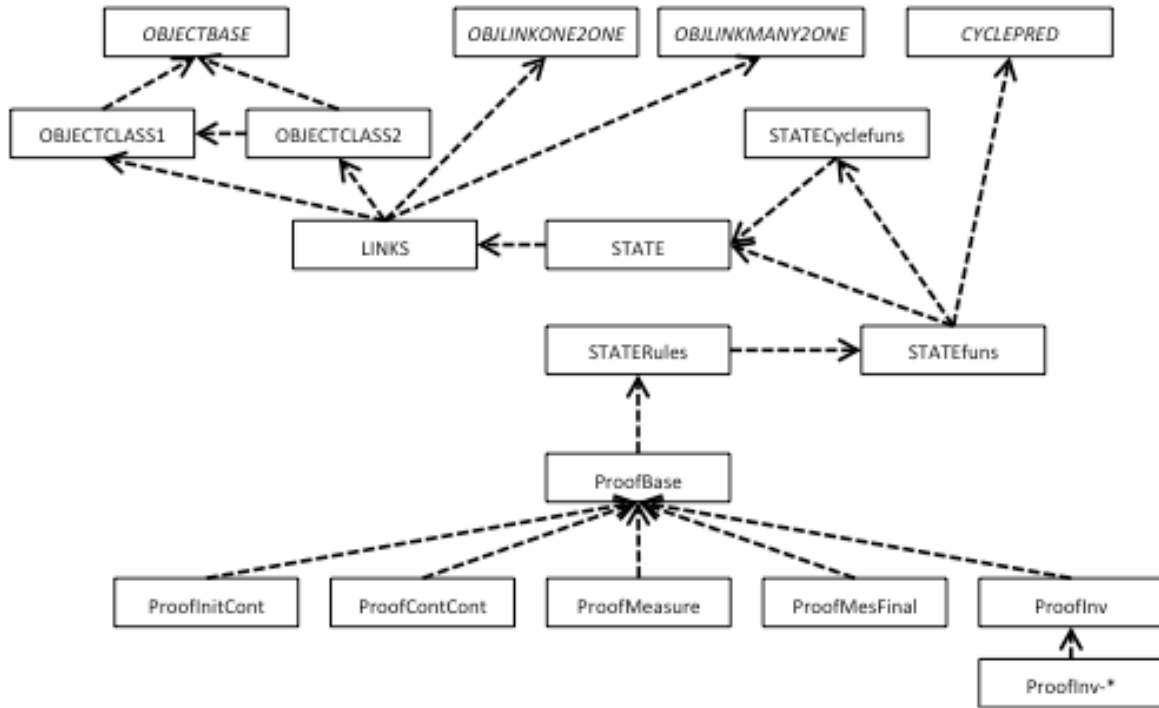 OBJECTBASE
OBJLINKONE2ONE
OBJLINKMANY2ONE
CYCLEPRED
OBJECTCLASS1
OBJECTCLASS2
STATECyclefuns
LINKS
STATE
STATERules
STATEfuns
ProofBase
ProofInitCont
ProofContCont
ProofMeasure
ProofMesFinal
ProofInv
ProofInv-*